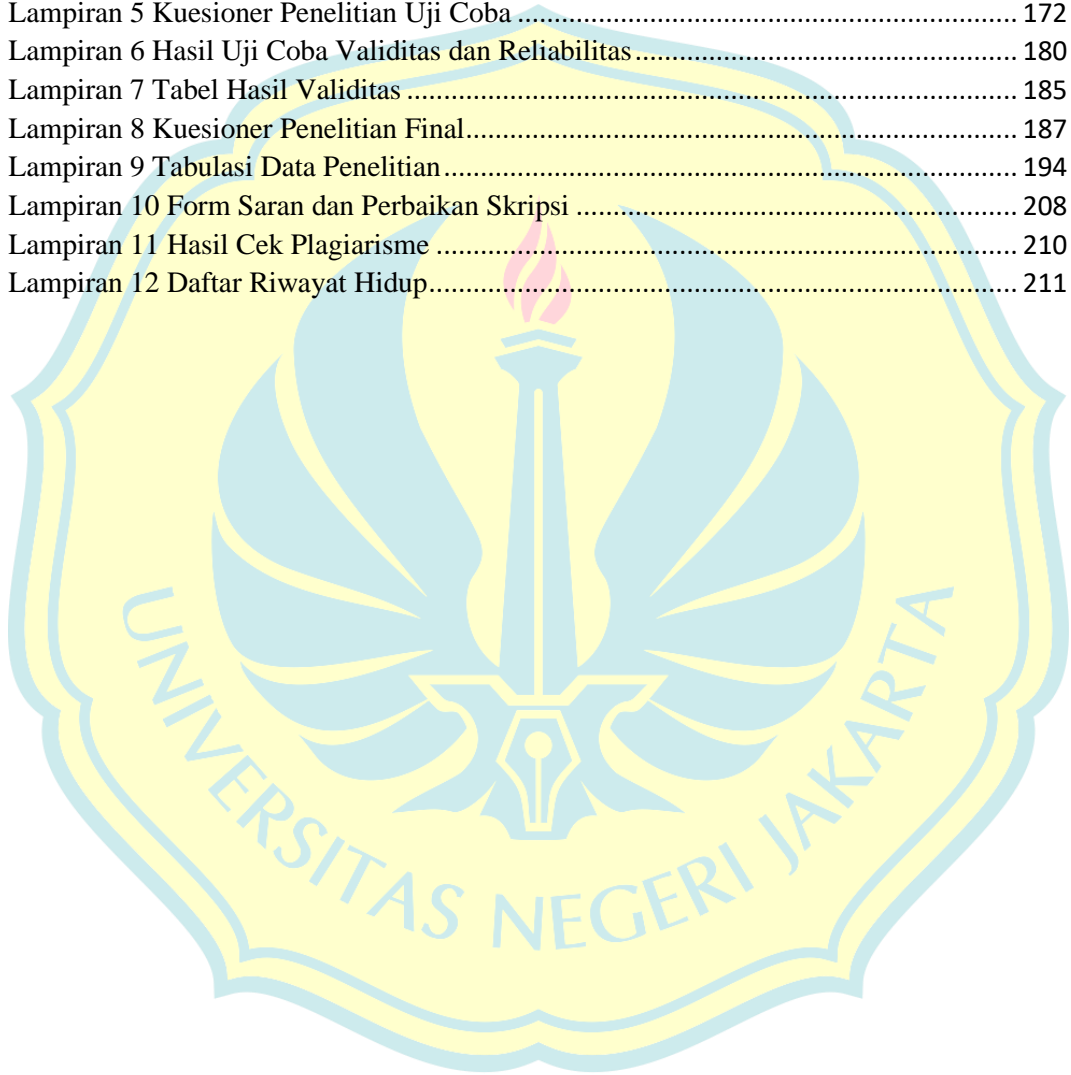 Lampiran 5 Kuesioner Penelitian Uji Coba ........................................................................ 172
Lampiran 6 Hasil Uji Coba Validitas dan Reliabilitas ...................................................... 180
Lampiran 7 Tabel Hasil Validitas ...................................................................................... 185
Lampiran 8 Kuesioner Penelitian Final .............................................................................. 187
Lampiran 9 Tabulasi Data Penelitian ................................................................................. 194
Lampiran 10 Form Saran dan Perbaikan Skripsi ............................................................... 208
Lampiran 11 Hasil Cek Plagiarisme .................................................................................. 210
Lampiran 12 Daftar Riwayat Hidup ................................................................................... 211
UNIVERSITAS NEGERI JAKARTA